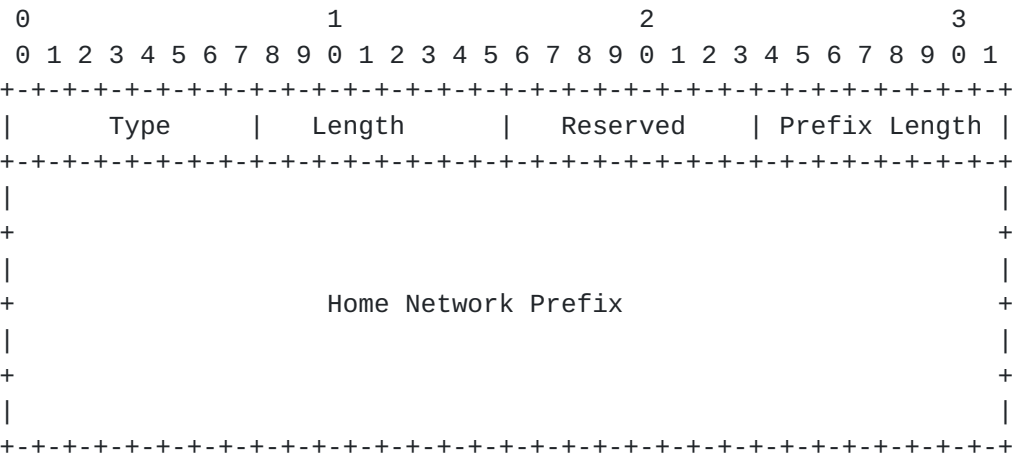 0                   1                   2                   3
 0 1 2 3 4 5 6 7 8 9 0 1 2 3 4 5 6 7 8 9 0 1 2 3 4 5 6 7 8 9 0 1
+-+-+-+-+-+-+-+-+-+-+-+-+-+-+-+-+-+-+-+-+-+-+-+-+-+-+-+-+-+-+-+-+
|      Type     |   Length      |   Reserved    | Prefix Length |
+-+-+-+-+-+-+-+-+-+-+-+-+-+-+-+-+-+-+-+-+-+-+-+-+-+-+-+-+-+-+-+-+
|                                                               |
+                                                               +
|                                                               |
+                    Home Network Prefix                        +
|                                                               |
+                                                               +
|                                                               |
+-+-+-+-+-+-+-+-+-+-+-+-+-+-+-+-+-+-+-+-+-+-+-+-+-+-+-+-+-+-+-+-+